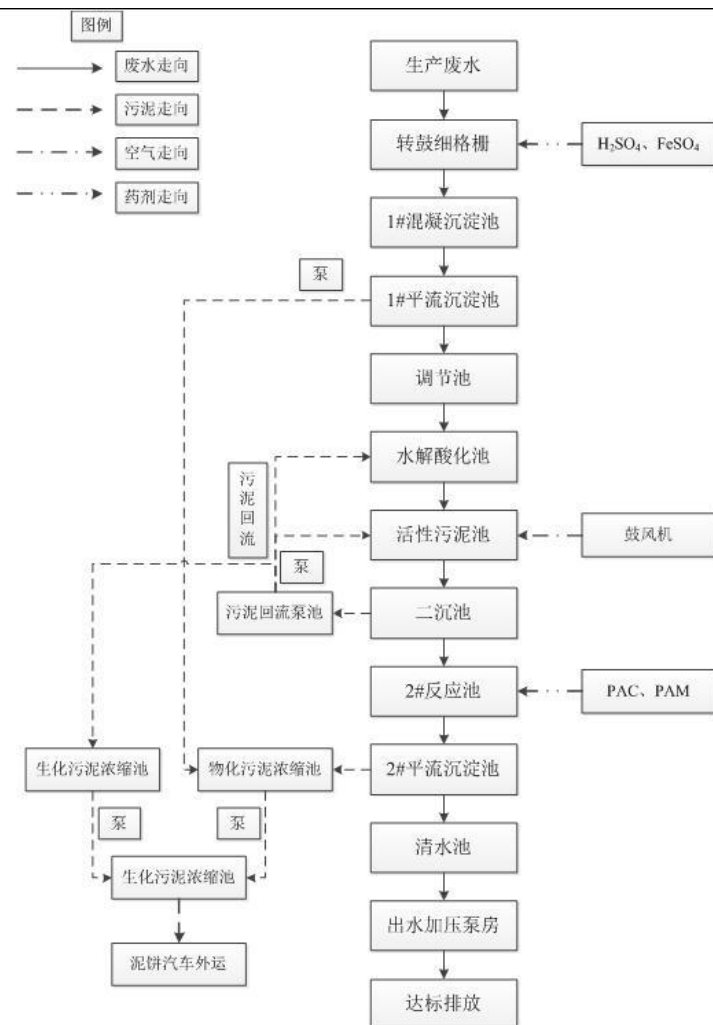 图例
废水走向
污泥走向
空气走向
药剂走向
生产废水
转鼓细格栅
H₂SO₄、FeSO₄
1#混凝沉淀池
泵
1#平流沉淀池
调节池
水解酸化池
污
泥
回
流
活性污泥池
鼓风机
泵
污泥回流泵池
二沉池
2#反应池
PAC、PAM
生化污泥浓缩池
物化污泥浓缩池
2#平流沉淀池
泵
泵
清水池
生化污泥浓缩池
出水加压泵房
泥饼汽车外运
达标排放